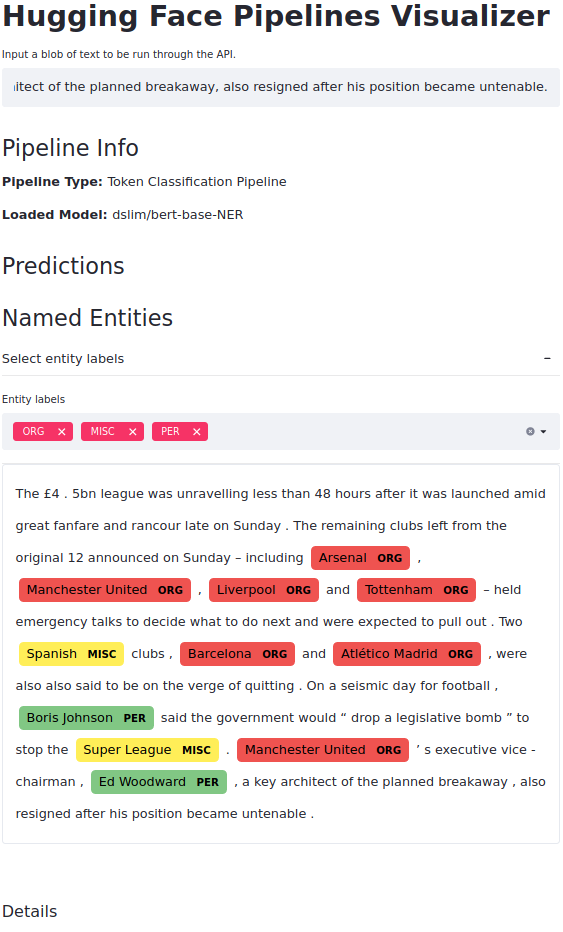 Hugging Face Pipelines Visualizer
Input a blob of text to be run through the API.
itect of the planned breakaway, also resigned after his position became untenable.
Pipeline Info
Pipeline Type: Token Classification Pipeline
Loaded Model: dslim/bert-base-NER
Predictions
Named Entities
Select entity labels
Entity labels
ORG × MISC × PER ×
The £4 . 5bn league was unravelling less than 48 hours after it was launched amid
great fanfare and rancour late on Sunday . The remaining clubs left from the
original 12 announced on Sunday – including Arsenal ORG ,
Manchester United ORG , Liverpool ORG and Tottenham ORG – held
emergency talks to decide what to do next and were expected to pull out . Two
Spanish MISC clubs , Barcelona ORG and Atlético Madrid ORG , were
also also said to be on the verge of quitting . On a seismic day for football ,
Boris Johnson PER said the government would “ drop a legislative bomb ” to
stop the Super League MISC . Manchester United ORG ’ s executive vice -
chairman , Ed Woodward PER , a key architect of the planned breakaway , also
resigned after his position became untenable .
Details